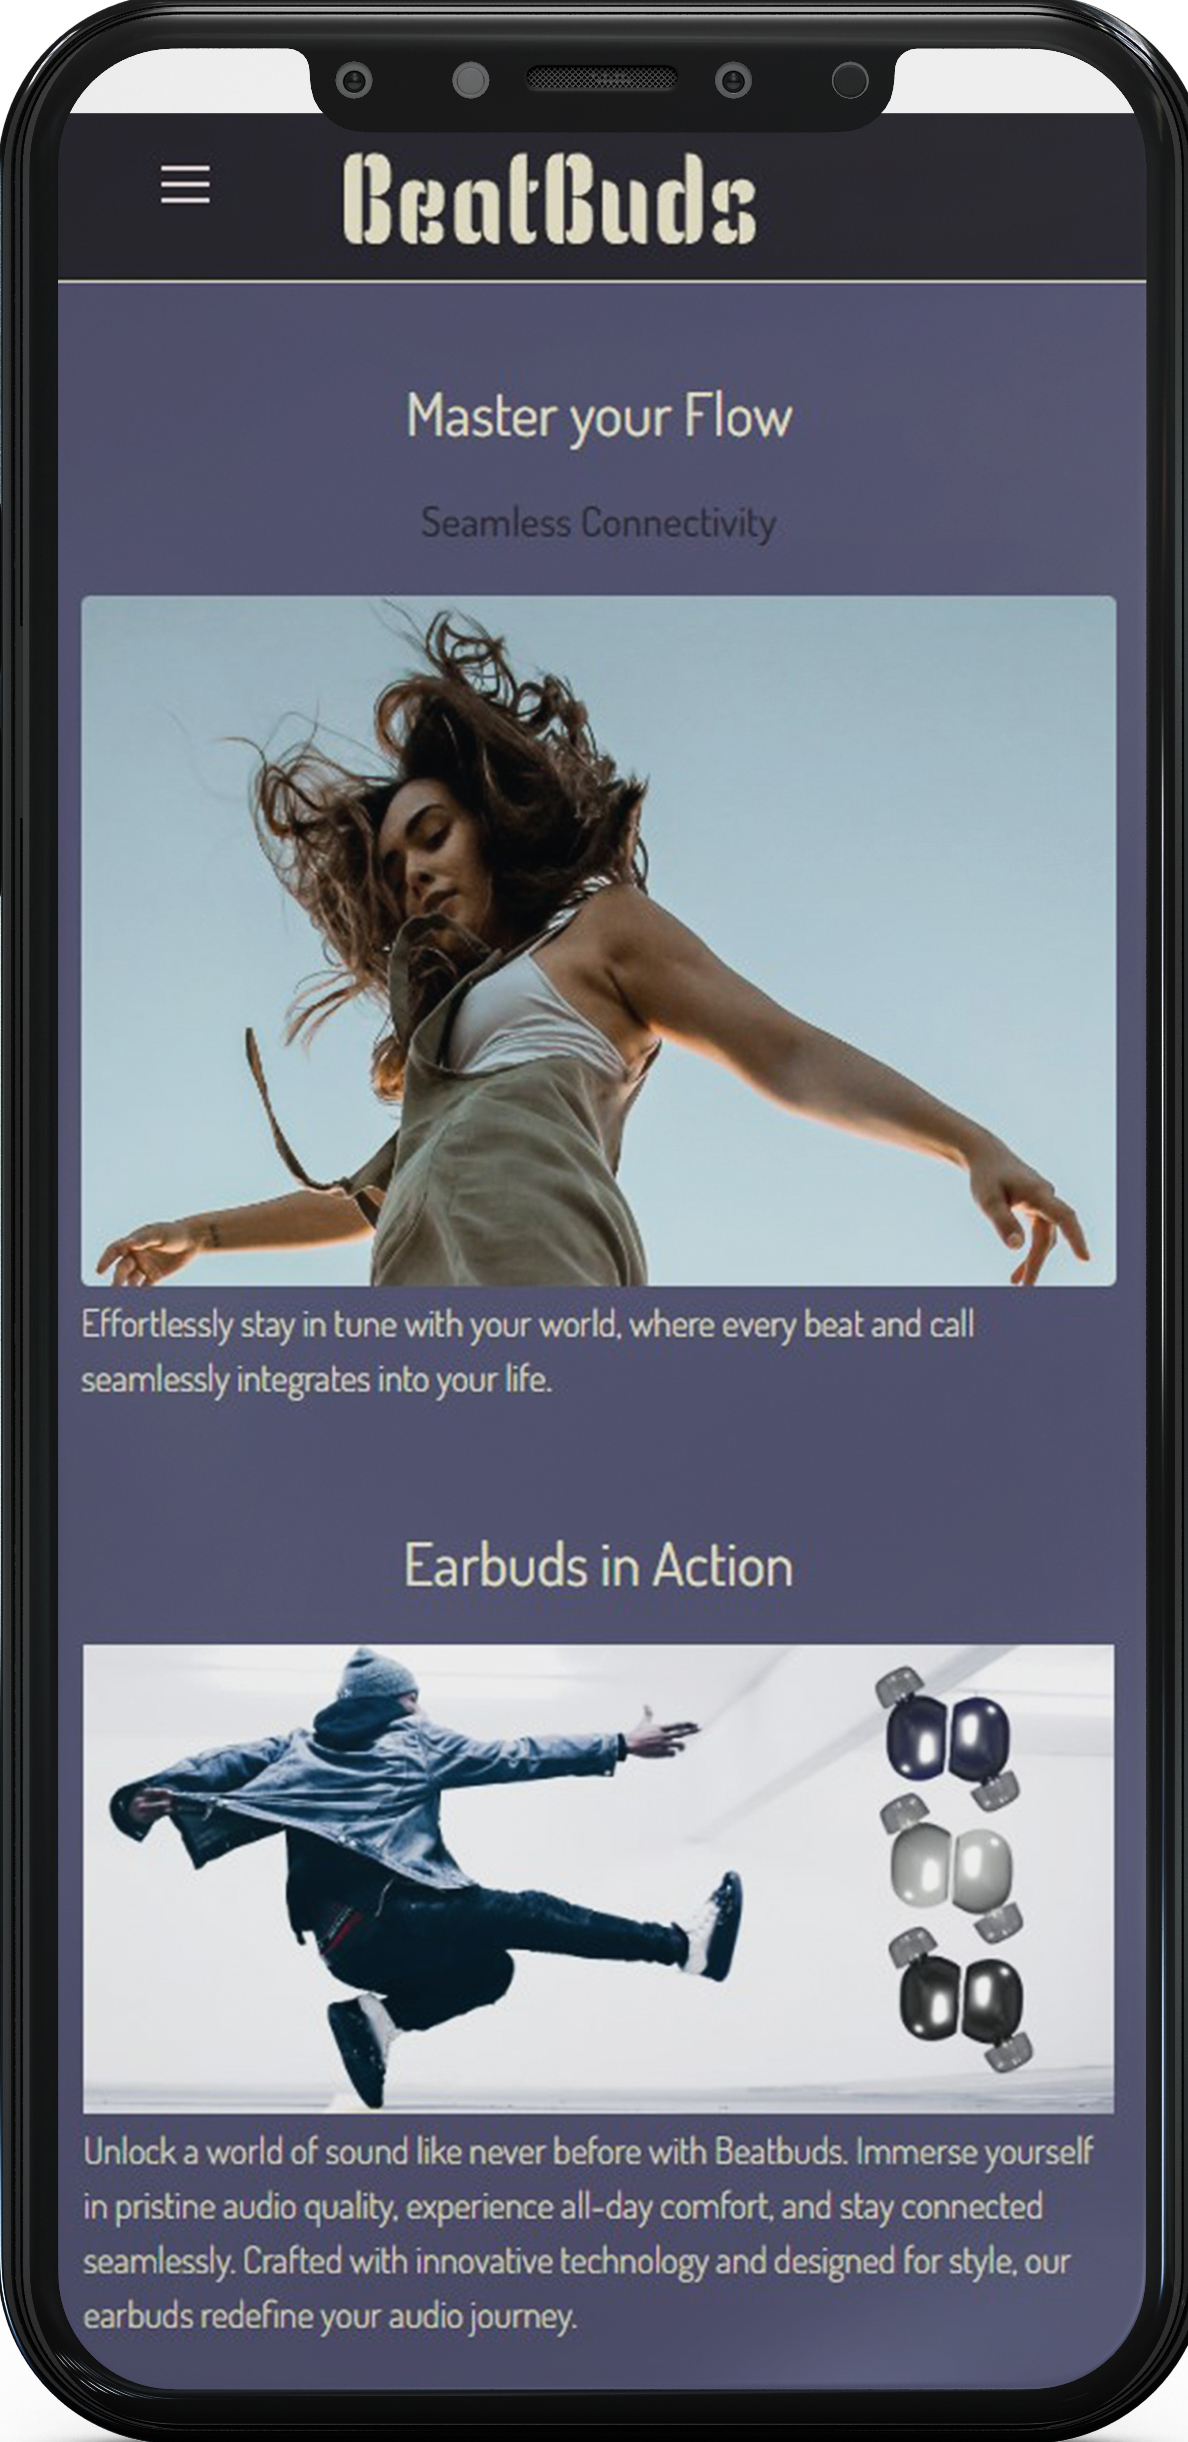 BeatBuds
Master your Flow
Seamless Connectivity
Effortlessly stay in tune with your world, where every beat and call
seamlessly integrates into your life.
Earbuds in Action
Unlock a world of sound like never before with Beatbuds. Immerse yourself
in pristine audio quality, experience all-day comfort, and stay connected
seamlessly. Crafted with innovative technology and designed for style, our
earbuds redefine your audio journey.